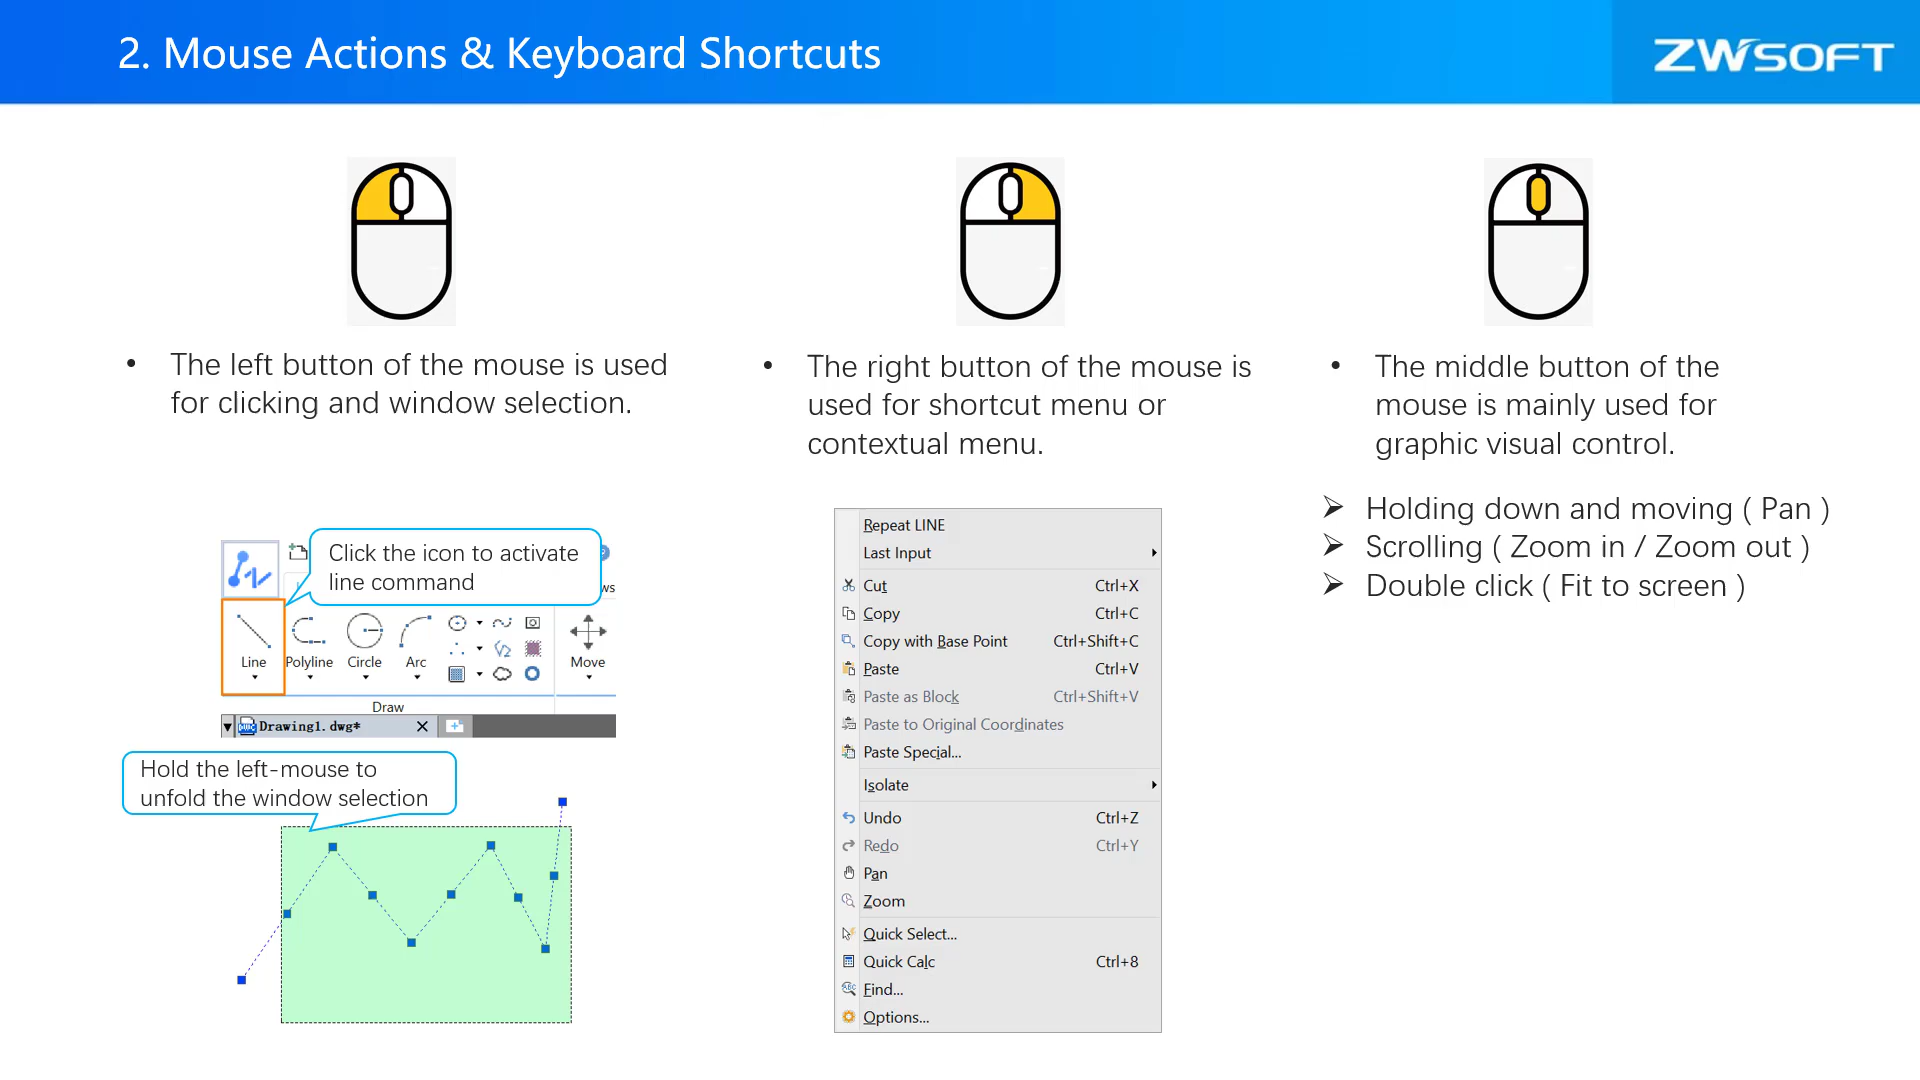 2. Mouse Actions & Keyboard Shortcuts
ZWSOFT
• The left button of the mouse is used
for clicking and window selection.
Click the icon to activate
line command
ws
Line
Polyline
Circle
Arc
Move
Draw
Drawing1.dwg*
Hold the left-mouse to
unfold the window selection
• The right button of the mouse is
used for shortcut menu or
contextual menu.
Repeat LINE
Last Input
Cut Ctrl+X
Copy Ctrl+C
Copy with Base Point Ctrl+Shift+C
Paste Ctrl+V
Paste as Block Ctrl+Shift+V
Paste to Original Coordinates
Paste Special...
Isolate
Undo Ctrl+Z
Redo Ctrl+Y
Pan
Zoom
Quick Select...
Quick Calc Ctrl+8
Find...
Options...
• The middle button of the
mouse is mainly used for
graphic visual control.
➢ Holding down and moving ( Pan )
➢ Scrolling ( Zoom in / Zoom out )
➢ Double click ( Fit to screen )